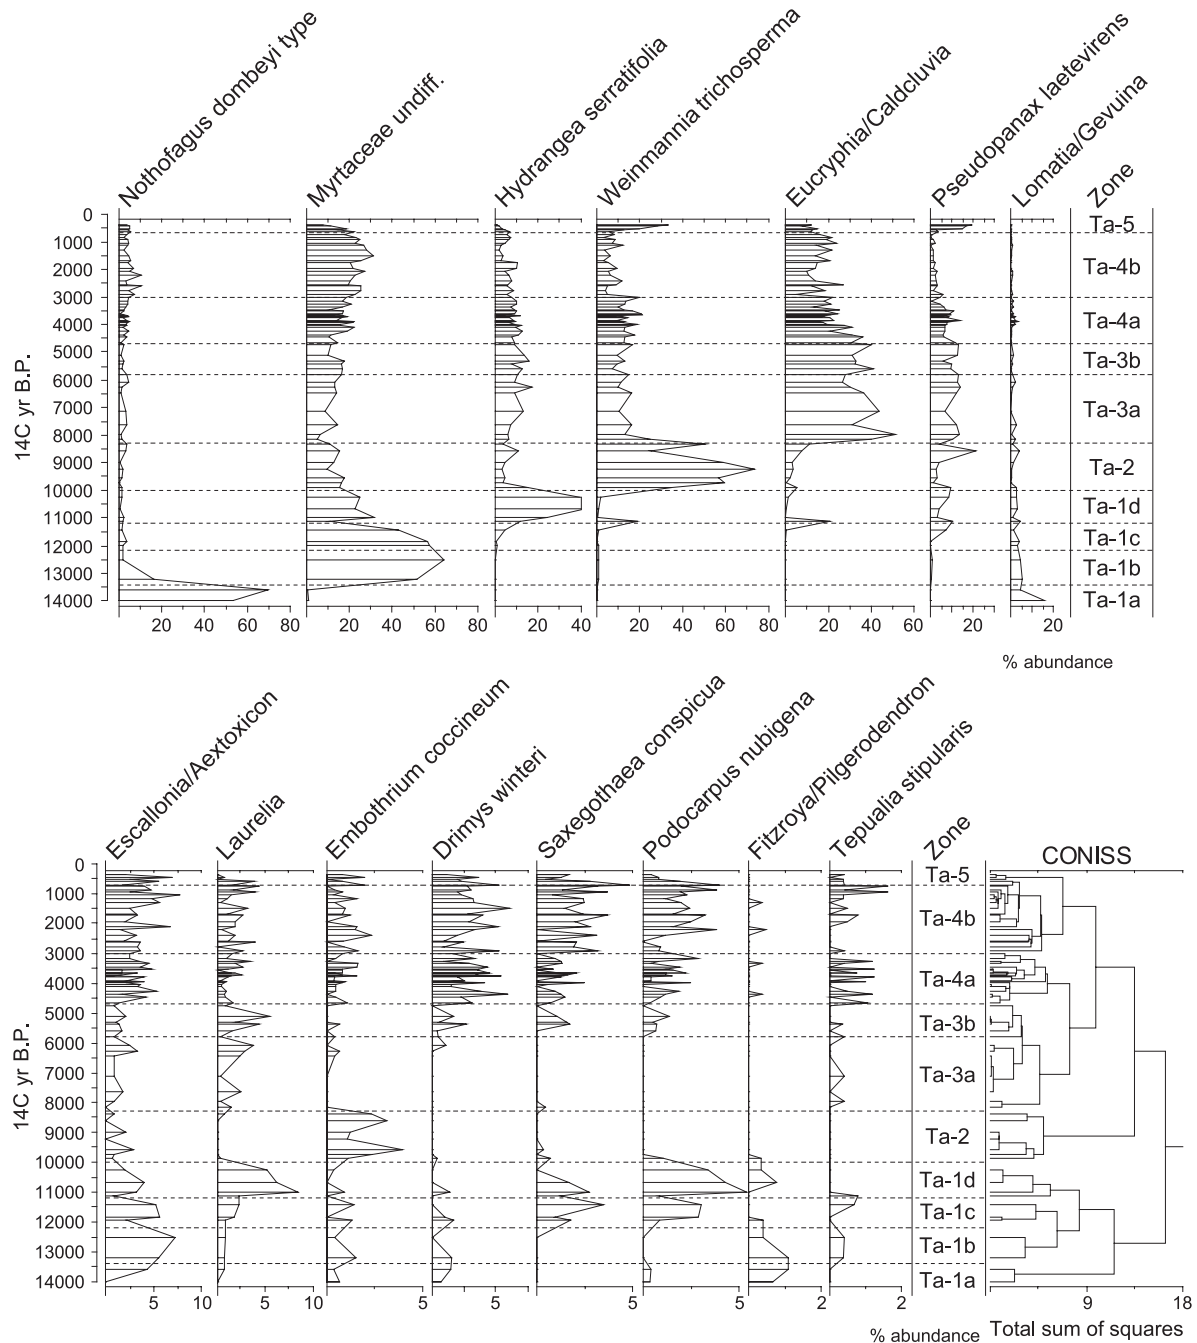 Nothofagus dombeyi type
Myrtaceae undiff.
Hydrangea serratifolia
Weinmannia trichosperma
Eucryphia/Caldcluvia
Pseudopanax laetevirens
Lomatia/Gevuina
Zone
14C yr B.P.
0
1000
2000
3000
4000
5000
6000
7000
8000
9000
10000
11000
12000
13000
14000
Ta-5
Ta-4b
Ta-4a
Ta-3b
Ta-3a
Ta-2
Ta-1d
Ta-1c
Ta-1b
Ta-1a
20 40 60 80
20 40 60 80
20 40
20 40 60 80
20 40 60
20
20
% abundance
Escallonia/Aextoxicon
Laurelia
Embothrium coccineum
Drimys winteri
Saxegothaea conspicua
Podocarpus nubigena
Fitzroya/Pilgerodendron
Tepualia stipularis
Zone
CONISS
14C yr B.P.
0
1000
2000
3000
4000
5000
6000
7000
8000
9000
10000
11000
12000
13000
14000
Ta-5
Ta-4b
Ta-4a
Ta-3b
Ta-3a
Ta-2
Ta-1d
Ta-1c
Ta-1b
Ta-1a
5 10
5 10
5
5
5
5
2
2
9 18
% abundance
Total sum of squares